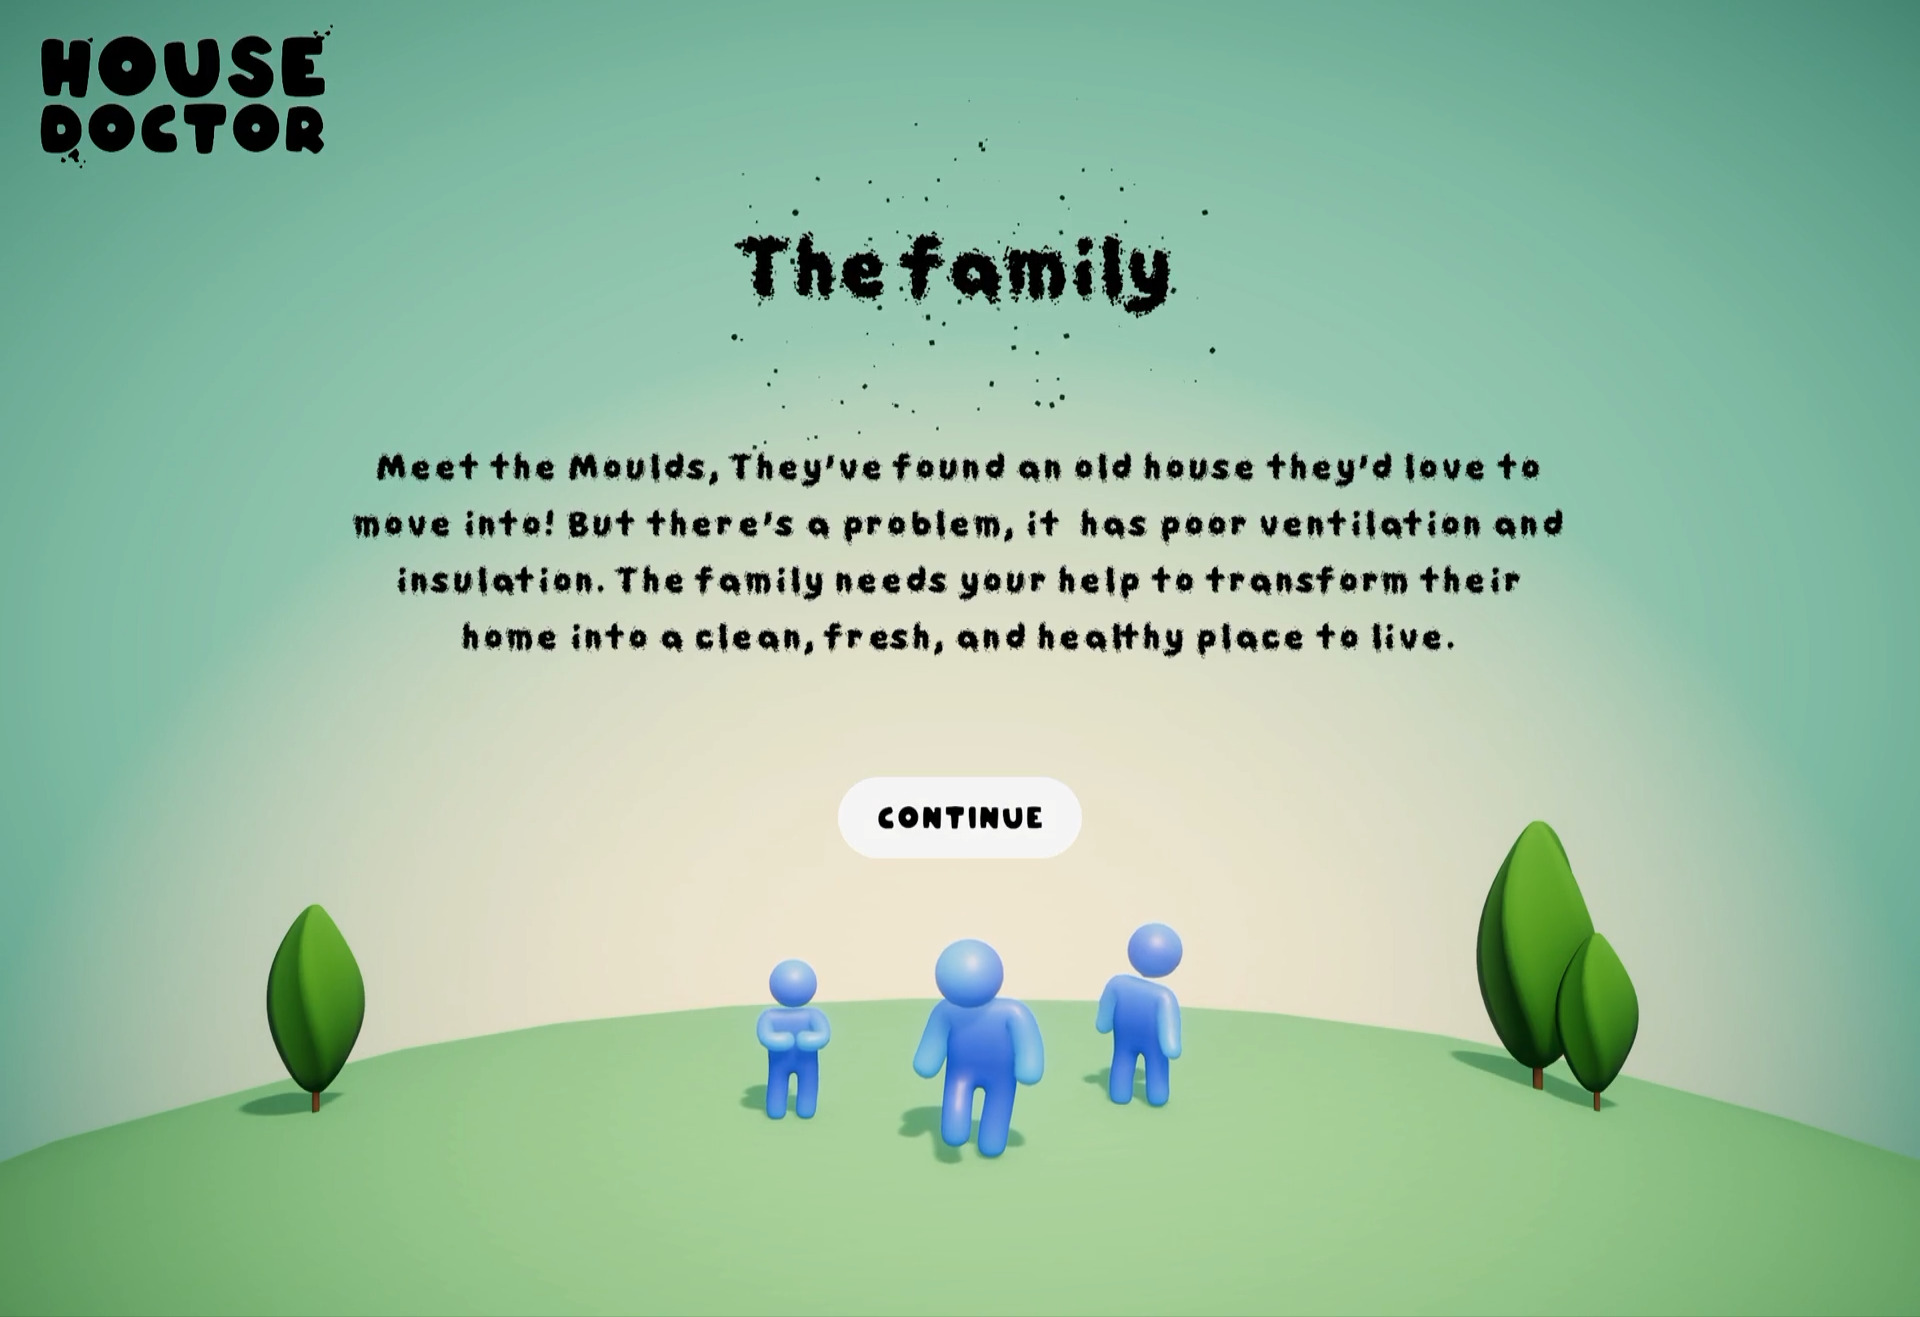 HOUSE
DOCTOR
The family
Meet the Moulds, They've found an old house they'd love to
move into! But there's a problem, it has poor ventilation and
insulation. The family needs your help to transform their
home into a clean, fresh, and healthy place to live.
CONTINUE